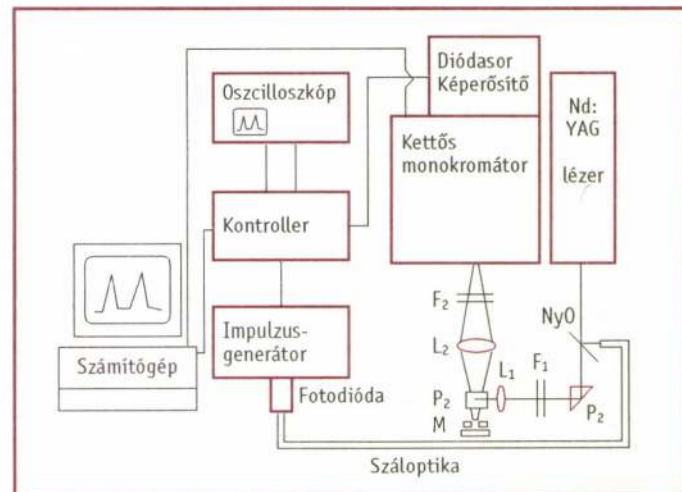 Diódasor
Képerősítő
Oszcilloszkóp
Nd:
YAG
lézer
Kettős
monokromátor
Kontroller
F₂
NyO
Impulzus-
generátor
L₂
L₁
F₁
Számítógép
Fotodióda
P₂
P₂
M
Száloptika